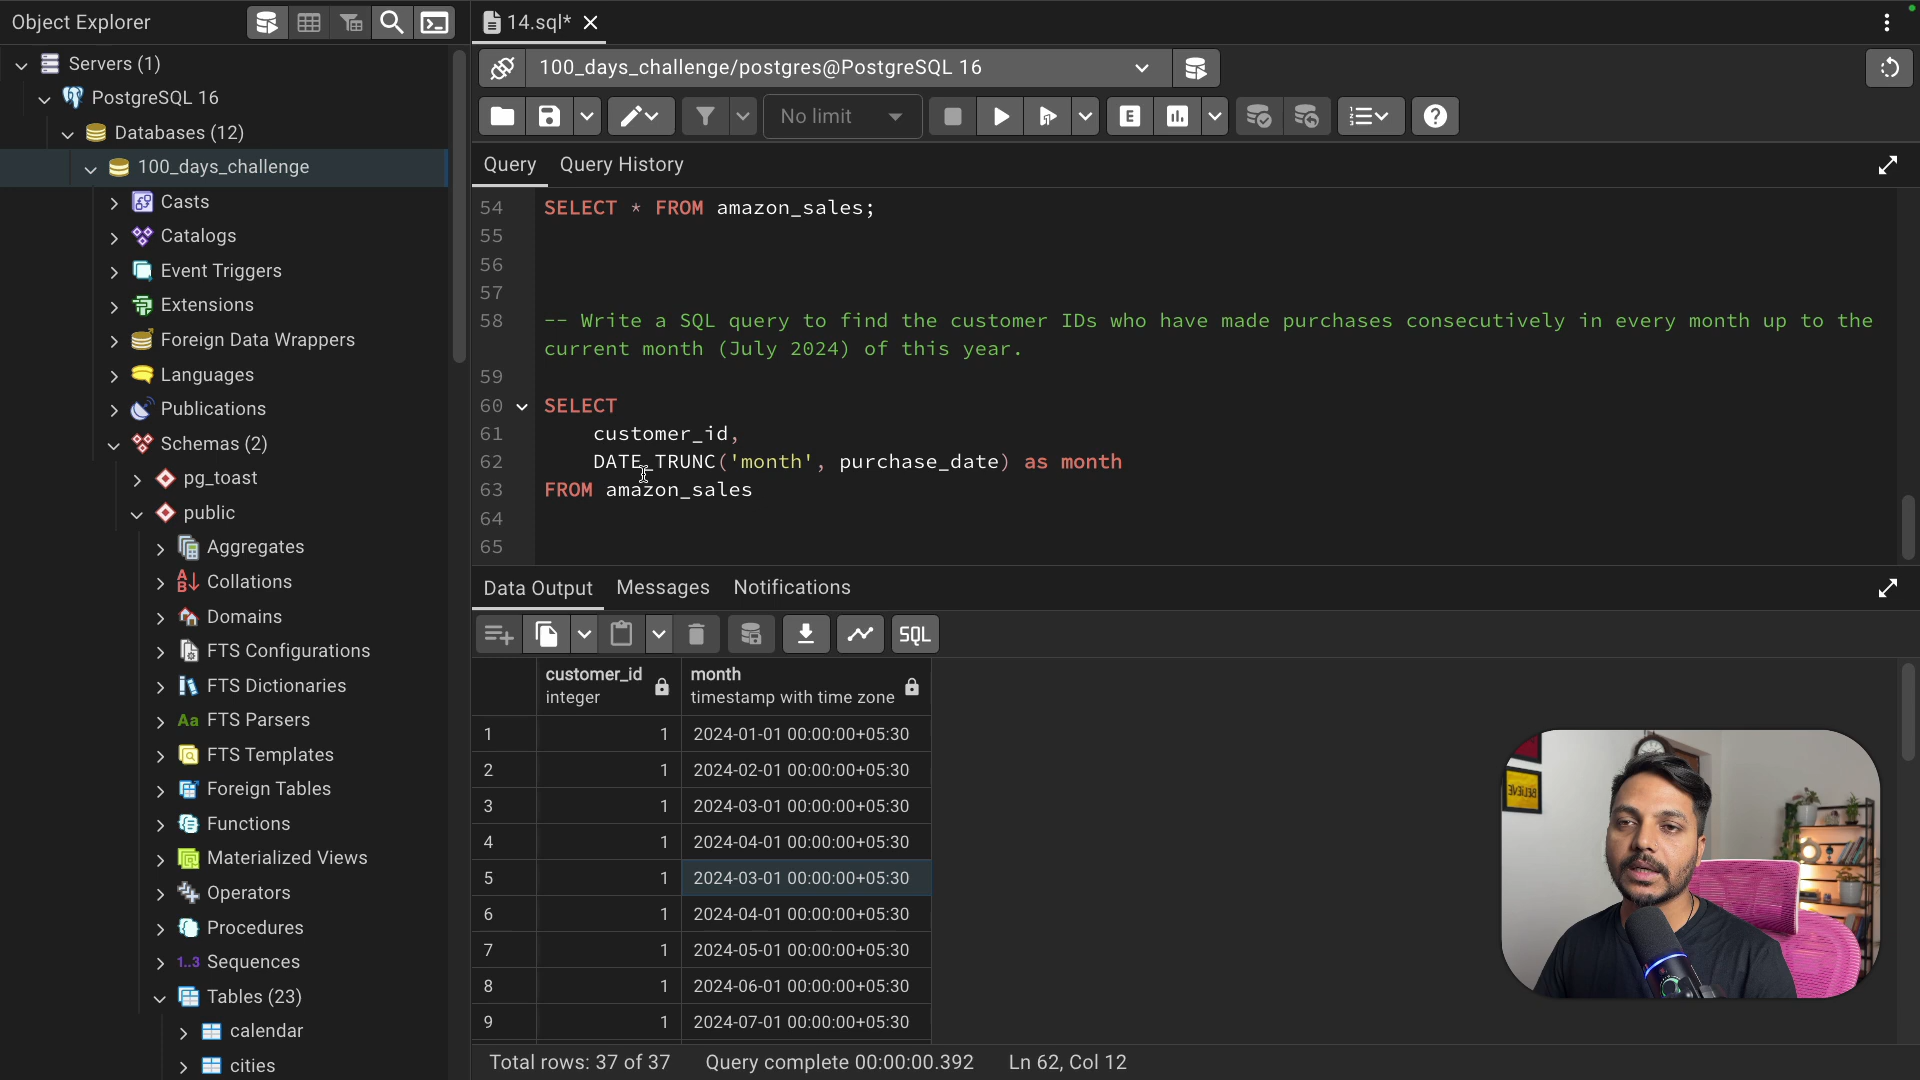 Object Explorer
14.sql*
Servers (1)
PostgreSQL 16
Databases (12)
100_days_challenge
Casts
Catalogs
Event Triggers
Extensions
Foreign Data Wrappers
Languages
Publications
Schemas (2)
pg_toast
public
Aggregates
Collations
Domains
FTS Configurations
FTS Dictionaries
Aa FTS Parsers
FTS Templates
Foreign Tables
Functions
Materialized Views
Operators
Procedures
1..3 Sequences
Tables (23)
calendar
cities
100_days_challenge/postgres@PostgreSQL 16
No limit
E
Query Query History
54 SELECT * FROM amazon_sales;
55
56
57
58 -- Write a SQL query to find the customer IDs who have made purchases consecutively in every month up to the
current month (July 2024) of this year.
59
60 SELECT
61 customer_id,
62 DATE_TRUNC('month', purchase_date) as month
63 FROM amazon_sales
64
65
Data Output Messages Notifications
SQL
customer_id month
integer timestamp with time zone
1 1 2024-01-01 00:00:00+05:30
2 1 2024-02-01 00:00:00+05:30
3 1 2024-03-01 00:00:00+05:30
4 1 2024-04-01 00:00:00+05:30
5 1 2024-03-01 00:00:00+05:30
6 1 2024-04-01 00:00:00+05:30
7 1 2024-05-01 00:00:00+05:30
8 1 2024-06-01 00:00:00+05:30
9 1 2024-07-01 00:00:00+05:30
BELIEVE
Total rows: 37 of 37 Query complete 00:00:00.392 Ln 62, Col 12